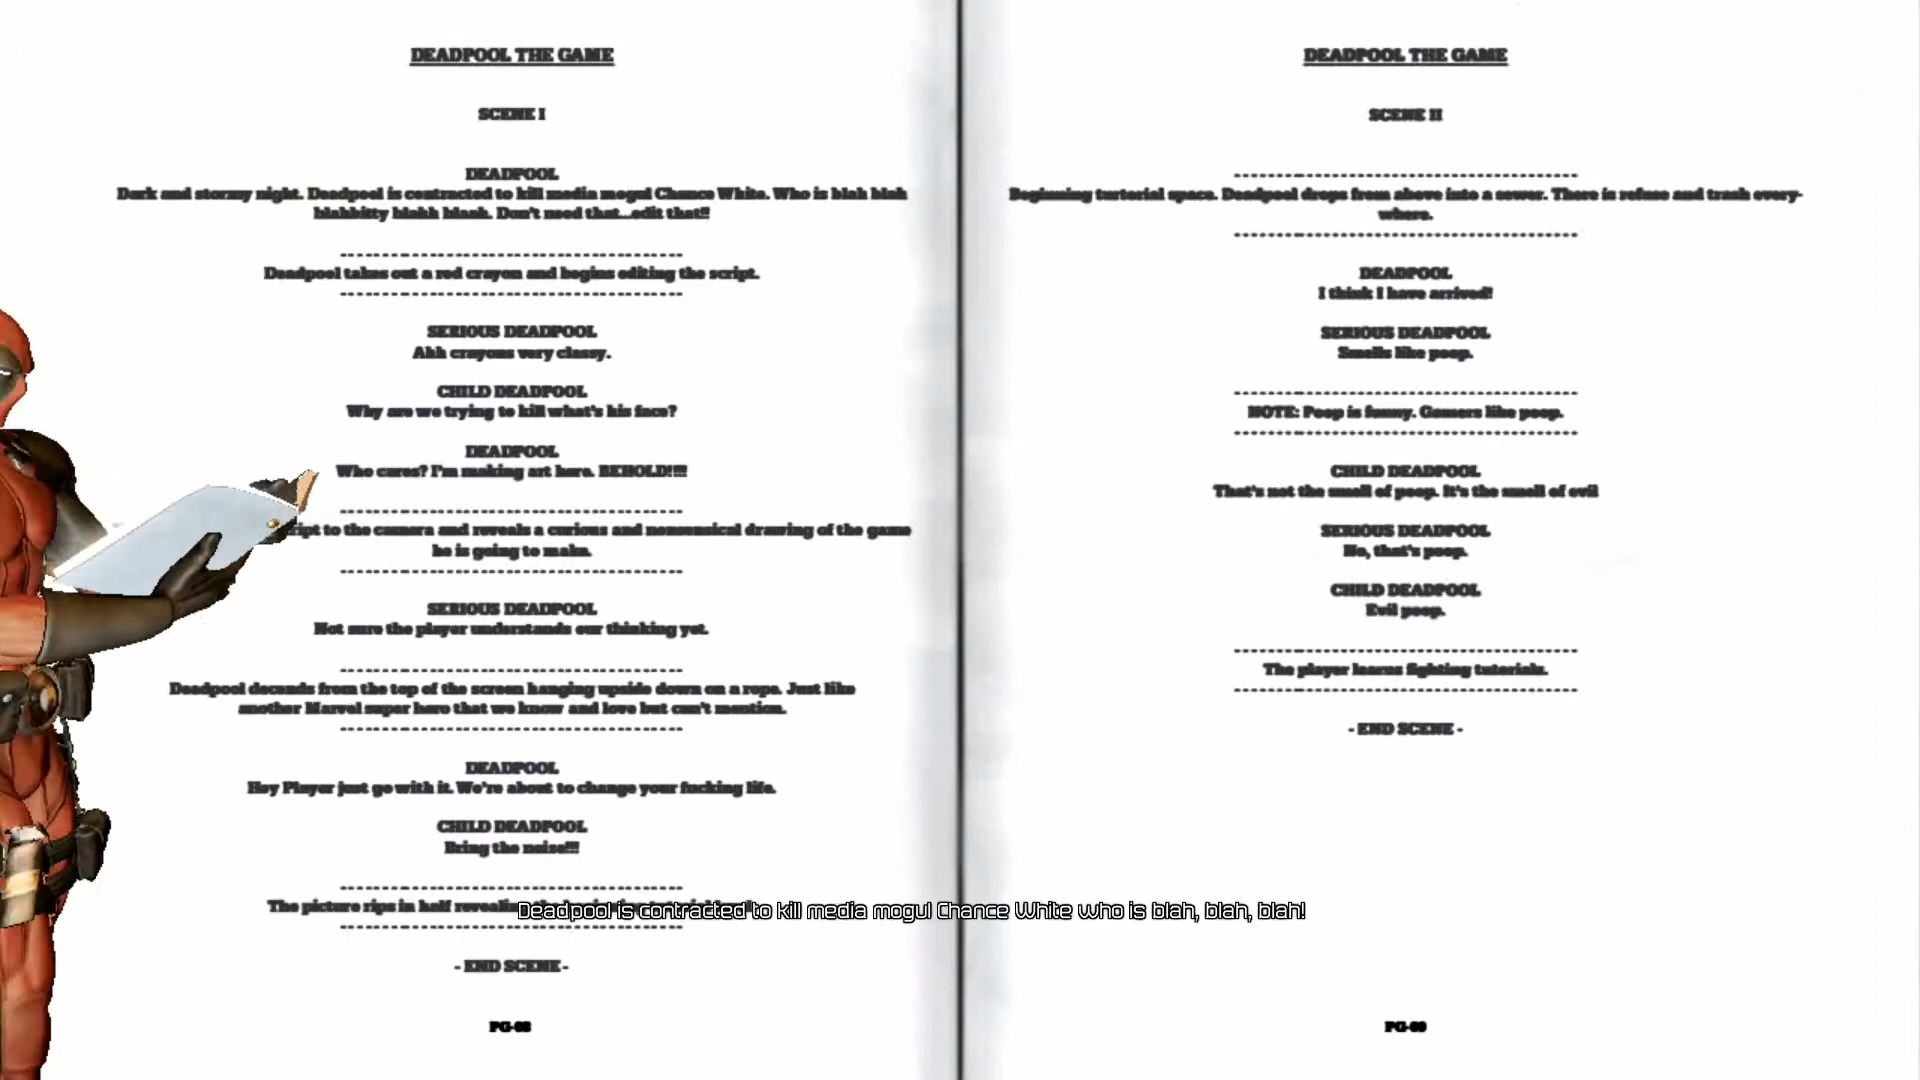 DEADPOOL THE GAME
SCENE I
DEADPOOL
Dark and stormy night. Deadpool is contracted to kill media mogul Chance White. Who is blah blah
blahbitty blahh blaah. Don't need that...edit that!!
Deadpool takes out a red crayon and begins editing the script.
SERIOUS DEADPOOL
Ahh crayons very classy.
CHILD DEADPOOL
Why are we trying to kill what's his face?
DEADPOOL
Who cares? I'm making art here. BEHOLD!!!!
to the camera and reveals a curious and nonsensical drawing of the game
he is going to make.
SERIOUS DEADPOOL
Not sure the player understands our thinking yet.
Deadpool decends from the top of the screen hanging upside down on a rope. Just like
another Marvel super hero that we know and love but can't mention.
DEADPOOL
Hey Player just go with it. We're about to change your fucking life.
CHILD DEADPOOL
Bring the noise!!!
The picture rips in half
- END SCENE -
PG-08
DEADPOOL THE GAME
SCENE II
Beginning turtorial space. Deadpool drops from above into a sewer. There is refuse and trash every-
where.
DEADPOOL
I think I have arrived!
SERIOUS DEADPOOL
Smells like poop.
NOTE: Poop is funny. Gamers like poop.
CHILD DEADPOOL
That's not the smell of poop. It's the smell of evil
SERIOUS DEADPOOL
No, that's poop.
CHILD DEADPOOL
Evil poop.
The player learns fighting tutorials.
- END SCENE -
PG-09
Deadpool is contracted to kill media mogul Chance White who is blah, blah, blah!